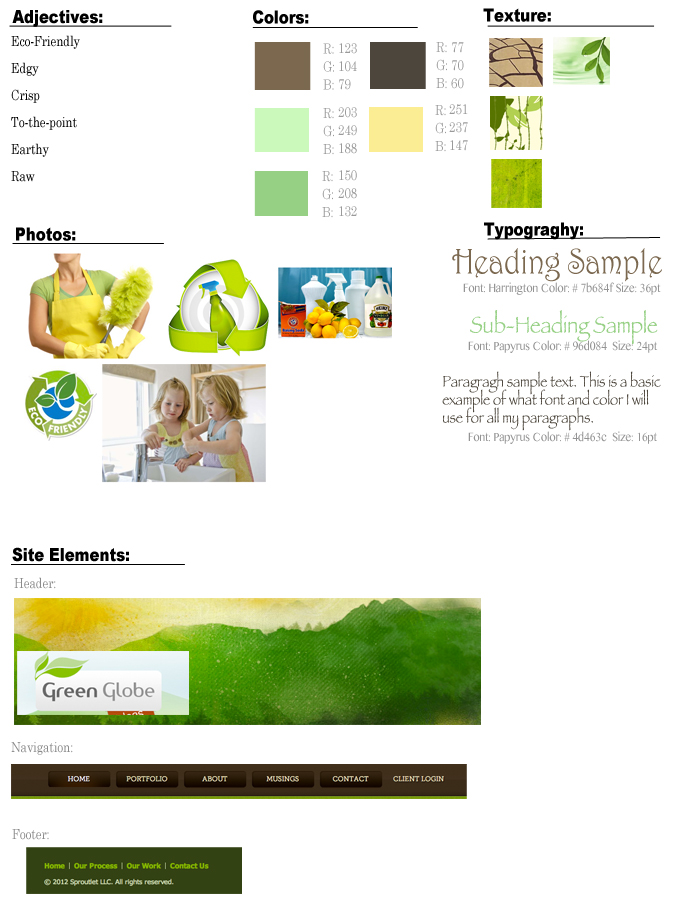 Adjectives:
Eco-Friendly
Edgy
Crisp
To-the-point
Earthy
Raw
Colors:
R: 123
G: 104
B: 79
R: 77
G: 70
B: 60
R: 203
G: 249
B: 188
R: 251
G: 237
B: 147
R: 150
G: 208
B: 132
Texture:
Photos:
HEINZ
ECO FRIENDLY
Typograghy:
Heading Sample
Font: Harrington Color: # 7b684f Size: 36pt
Sub-Heading Sample
Font: Papyrus Color: # 96d084 Size: 24pt
Paragragh sample text. This is a basic
example of what font and color I will
use for all my paragraphs.
Font: Papyrus Color: # 4d463c Size: 16pt
Site Elements:
Header:
Green Globe
Navigation:
HOME PORTFOLIO ABOUT MUSINGS CONTACT CLIENT LOGIN
Footer:
Home | Our Process | Our Work | Contact Us
© 2012 Sproutlet LLC. All rights reserved.